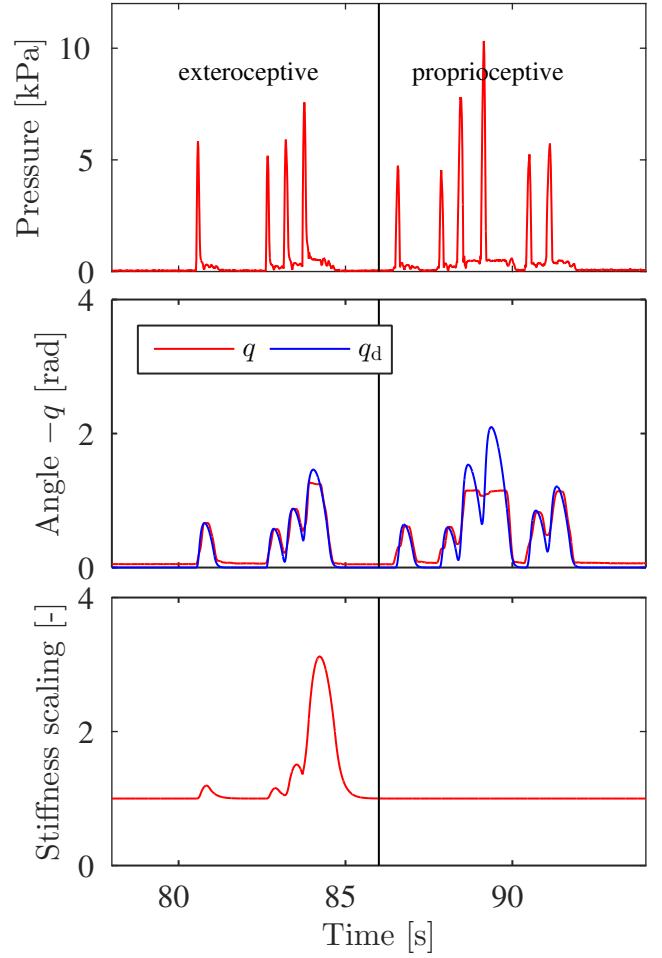 Pressure [kPa]
10
5
0
exteroceptive
proprioceptive
Angle −q [rad]
4
2
0
q
q_d
Stiffness scaling [-]
4
2
0
80
85
90
Time [s]